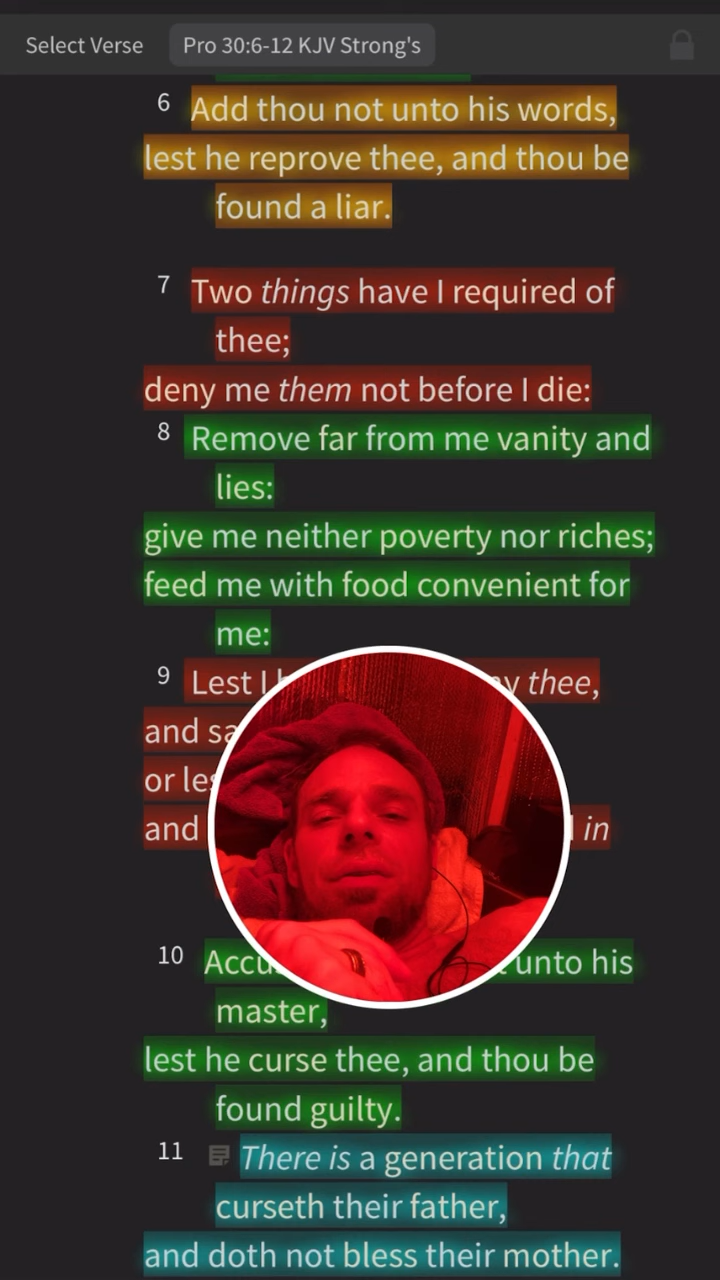 Select Verse Pro 30:6-12 KJV Strong's
6 Add thou not unto his words,
lest he reprove thee, and thou be
found a liar.
7 Two things have I required of
thee;
deny me them not before I die:
8 Remove far from me vanity and
lies:
give me neither poverty nor riches;
feed me with food convenient for
me:
9 Lest I thee,
and
or
and in
10 unto his
master,
lest he curse thee, and thou be
found guilty.
11 There is a generation that
curseth their father,
and doth not bless their mother.